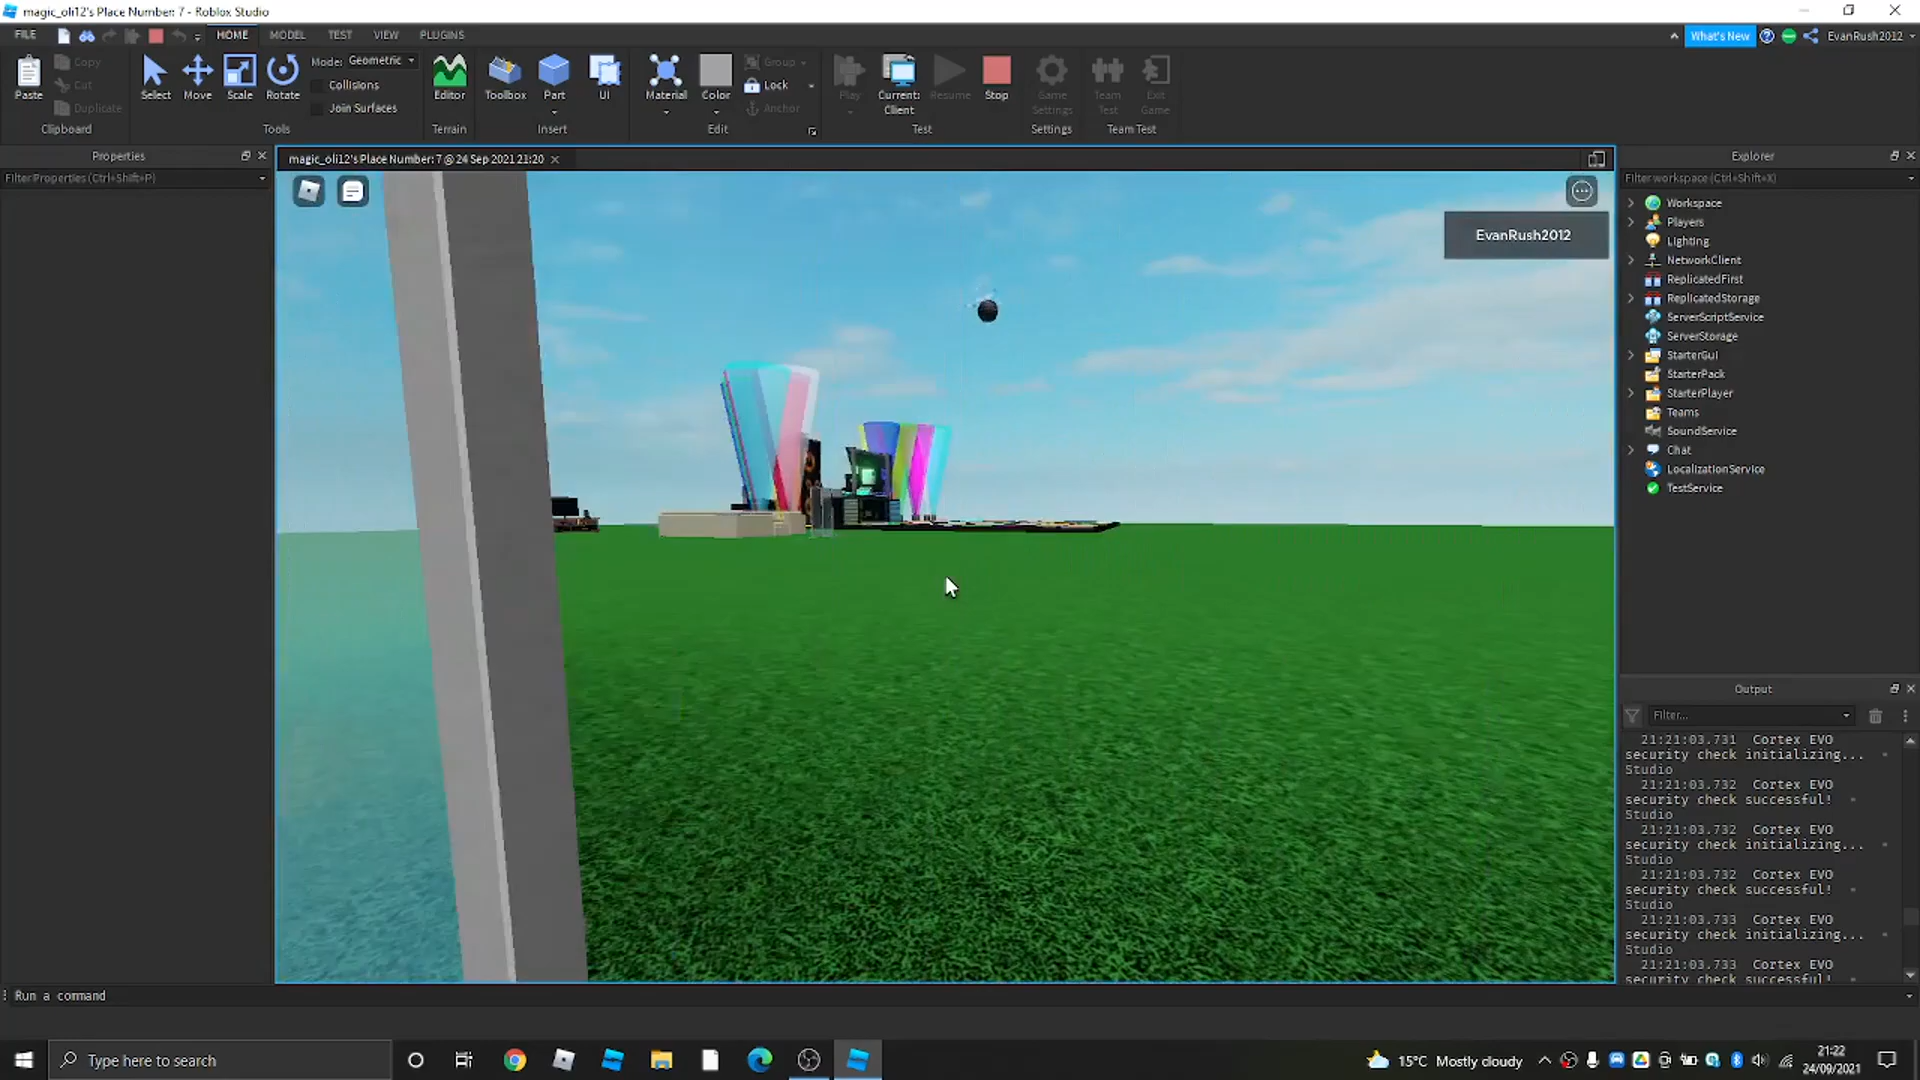 magic_oli12's Place Number: 7 - Roblox Studio
FILE HOME MODEL TEST VIEW PLUGINS What's New EvanRush2012
Paste Copy Cut Duplicate Select Move Scale Rotate Mode: Geometric Collisions Join Surfaces Editor Toolbox Part UI Material Color Group Lock Anchor Play Current: Client Resume Stop Game Settings Team Test Exit Game
Clipboard Tools Terrain Insert Edit Test Settings Team Test
Properties
Filter Properties (Ctrl+Shift+P)
magic_oli12's Place Number: 7 @ 24 Sep 2021 21:20
EvanRush2012
Explorer
Filter workspace (Ctrl+Shift+X)
Workspace
Players
Lighting
NetworkClient
ReplicatedFirst
ReplicatedStorage
ServerScriptService
ServerStorage
StarterGui
StarterPack
StarterPlayer
Teams
SoundService
Chat
LocalizationService
TestService
Output
Filter...
21:21:03.731 Cortex EVO
security check initializing... -
Studio
21:21:03.732 Cortex EVO
security check successful! -
Studio
21:21:03.732 Cortex EVO
security check initializing... -
Studio
21:21:03.732 Cortex EVO
security check successful! -
Studio
21:21:03.733 Cortex EVO
security check initializing... -
Studio
21:21:03.733 Cortex EVO
security check successful! -
Run a command
Type here to search
15°C Mostly cloudy
21:22
24/09/2021